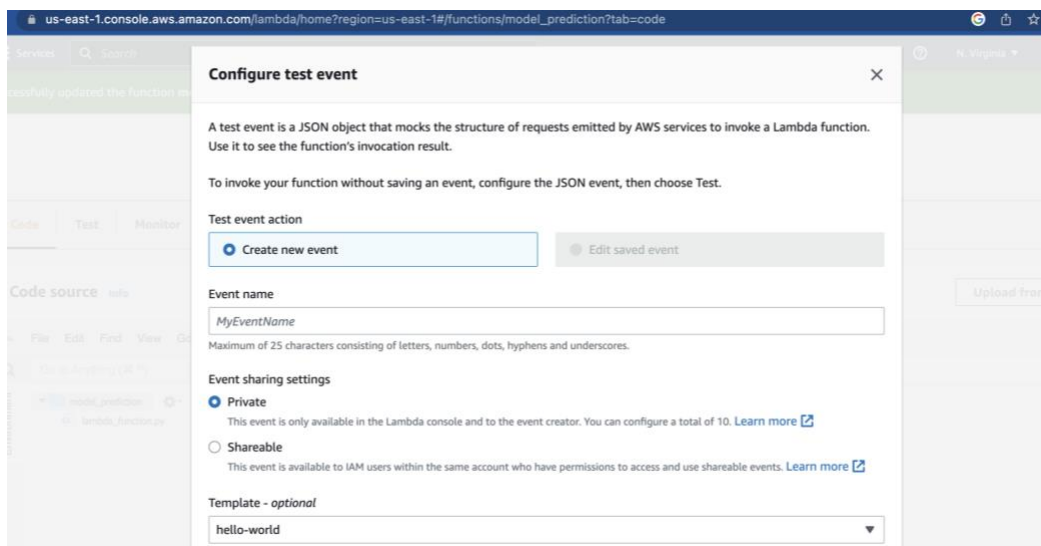 us-east-1.console.aws.amazon.com/lambda/home?region=us-east-1#/functions/model_prediction?tab=code
Services Search N. Virginia
Configure test event
cessfully updated the function
A test event is a JSON object that mocks the structure of requests emitted by AWS services to invoke a Lambda function.
Use it to see the function's invocation result.
To invoke your function without saving an event, configure the JSON event, then choose Test.
Test event action
Code Test Monitor
Create new event Edit saved event
Code source Info Upload from
Event name
MyEventName
File Edit Find View Go
Maximum of 25 characters consisting of letters, numbers, dots, hyphens and underscores.
Event sharing settings
model_prediction
Private
This event is only available in the Lambda console and to the event creator. You can configure a total of 10. Learn more
lambda_function.py
Shareable
This event is available to IAM users within the same account who have permissions to access and use shareable events. Learn more
Template - optional
hello-world